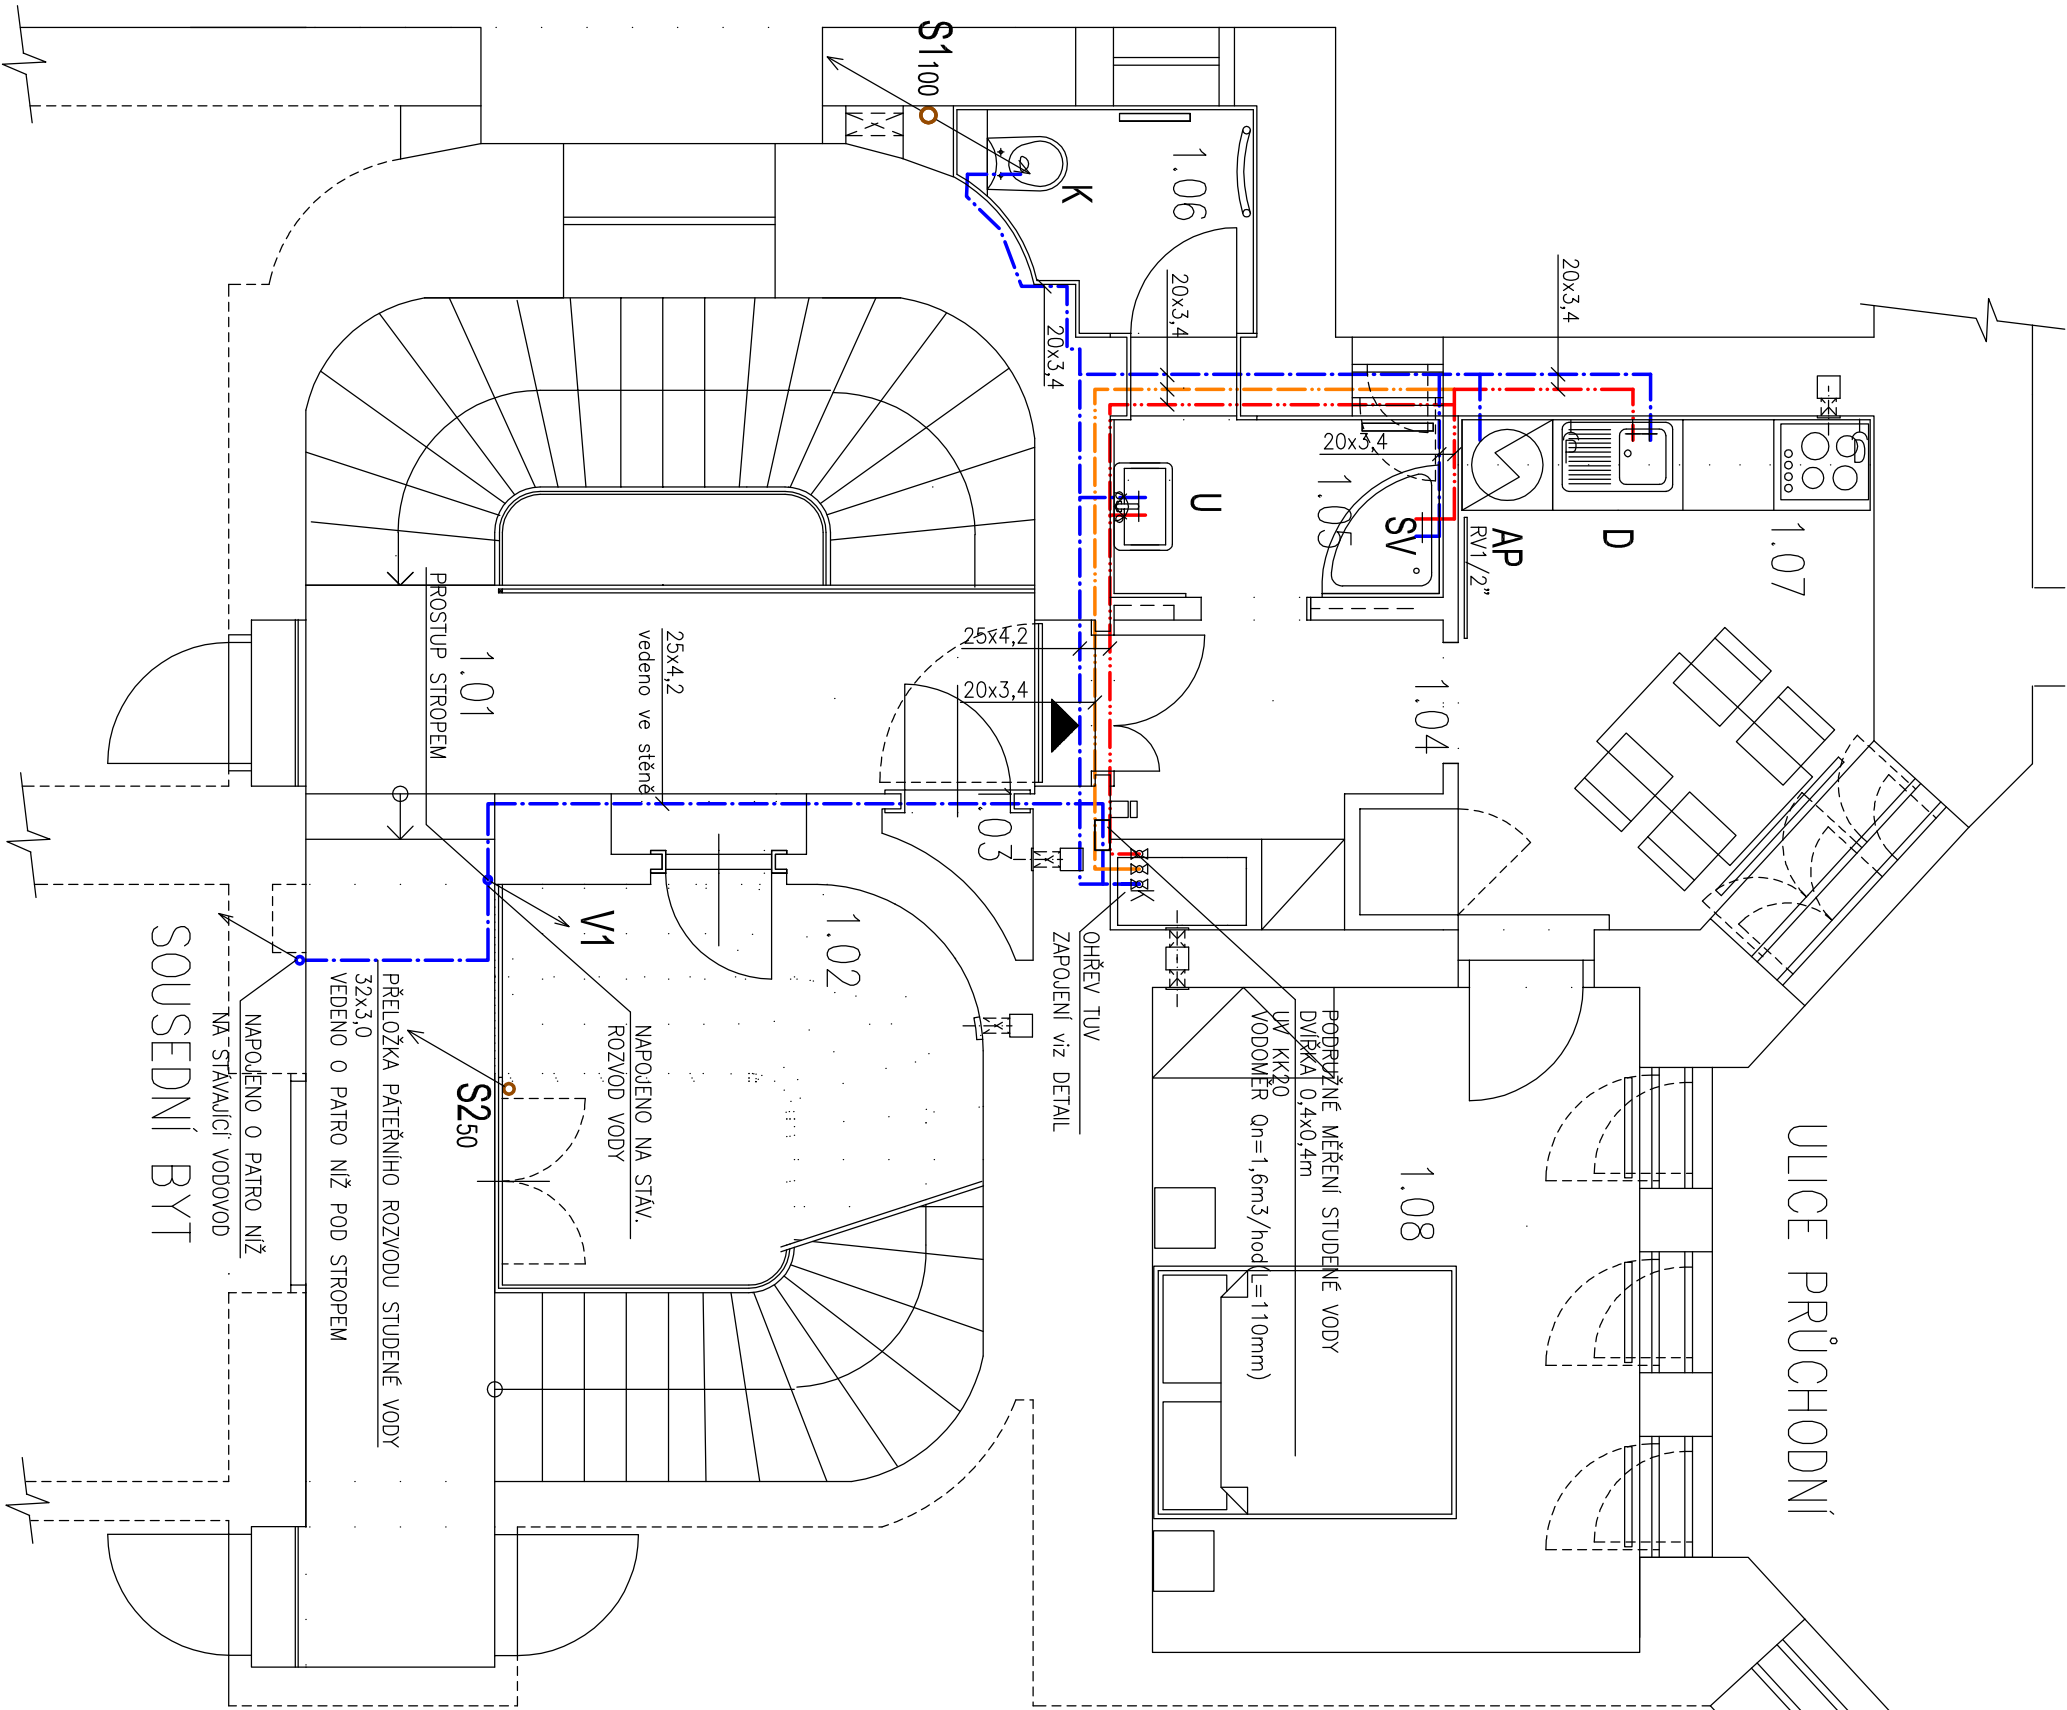 S1100
K
1.06
20x3,4
20x3,4
20x3,4
20x3,4
U
1.05
SV
AP
RV1/2"
D
1.07
1.04
25x4,2
20x3,4
25x4,2
vedeno ve stěně
PROSTUP STROPEM
1.01
1.03
1.02
V1
K
OHŘEV TUV
ZAPOJENÍ viz DETAIL
PODRUŽNÉ MĚŘENÍ STUDENÉ VODY
DVÍŘKA 0,4x0,4m
UV KK20
VODOMĚR Qn=1,6m3/hod(L=110mm)
1.08
ULICE PRŮCHODNÍ
NAPOJENO NA STÁV.
ROZVOD VODY
S250
PŘELOŽKA PÁTEŘNÍHO ROZVODU STUDENÉ VODY
32x3,0
VEDENO O PATRO NÍŽ POD STROPEM
NAPOJENO O PATRO NÍŽ
NA STÁVAJÍCÍ VODOVOD
SOUSEDNÍ BYT